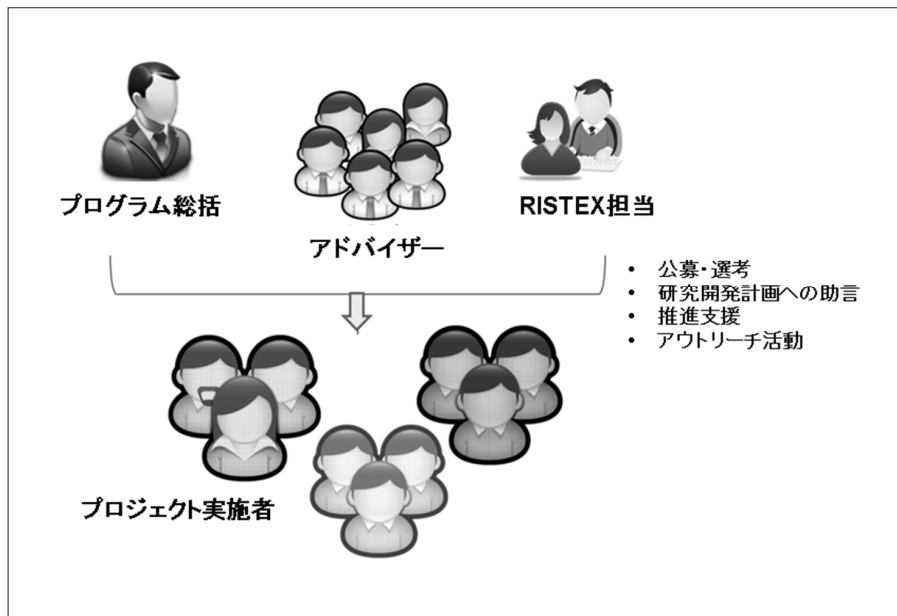 プログラム総括
アドバイザー
RISTEX担当
• 公募・選考
• 研究開発計画への助言
• 推進支援
• アウトリーチ活動
プロジェクト実施者